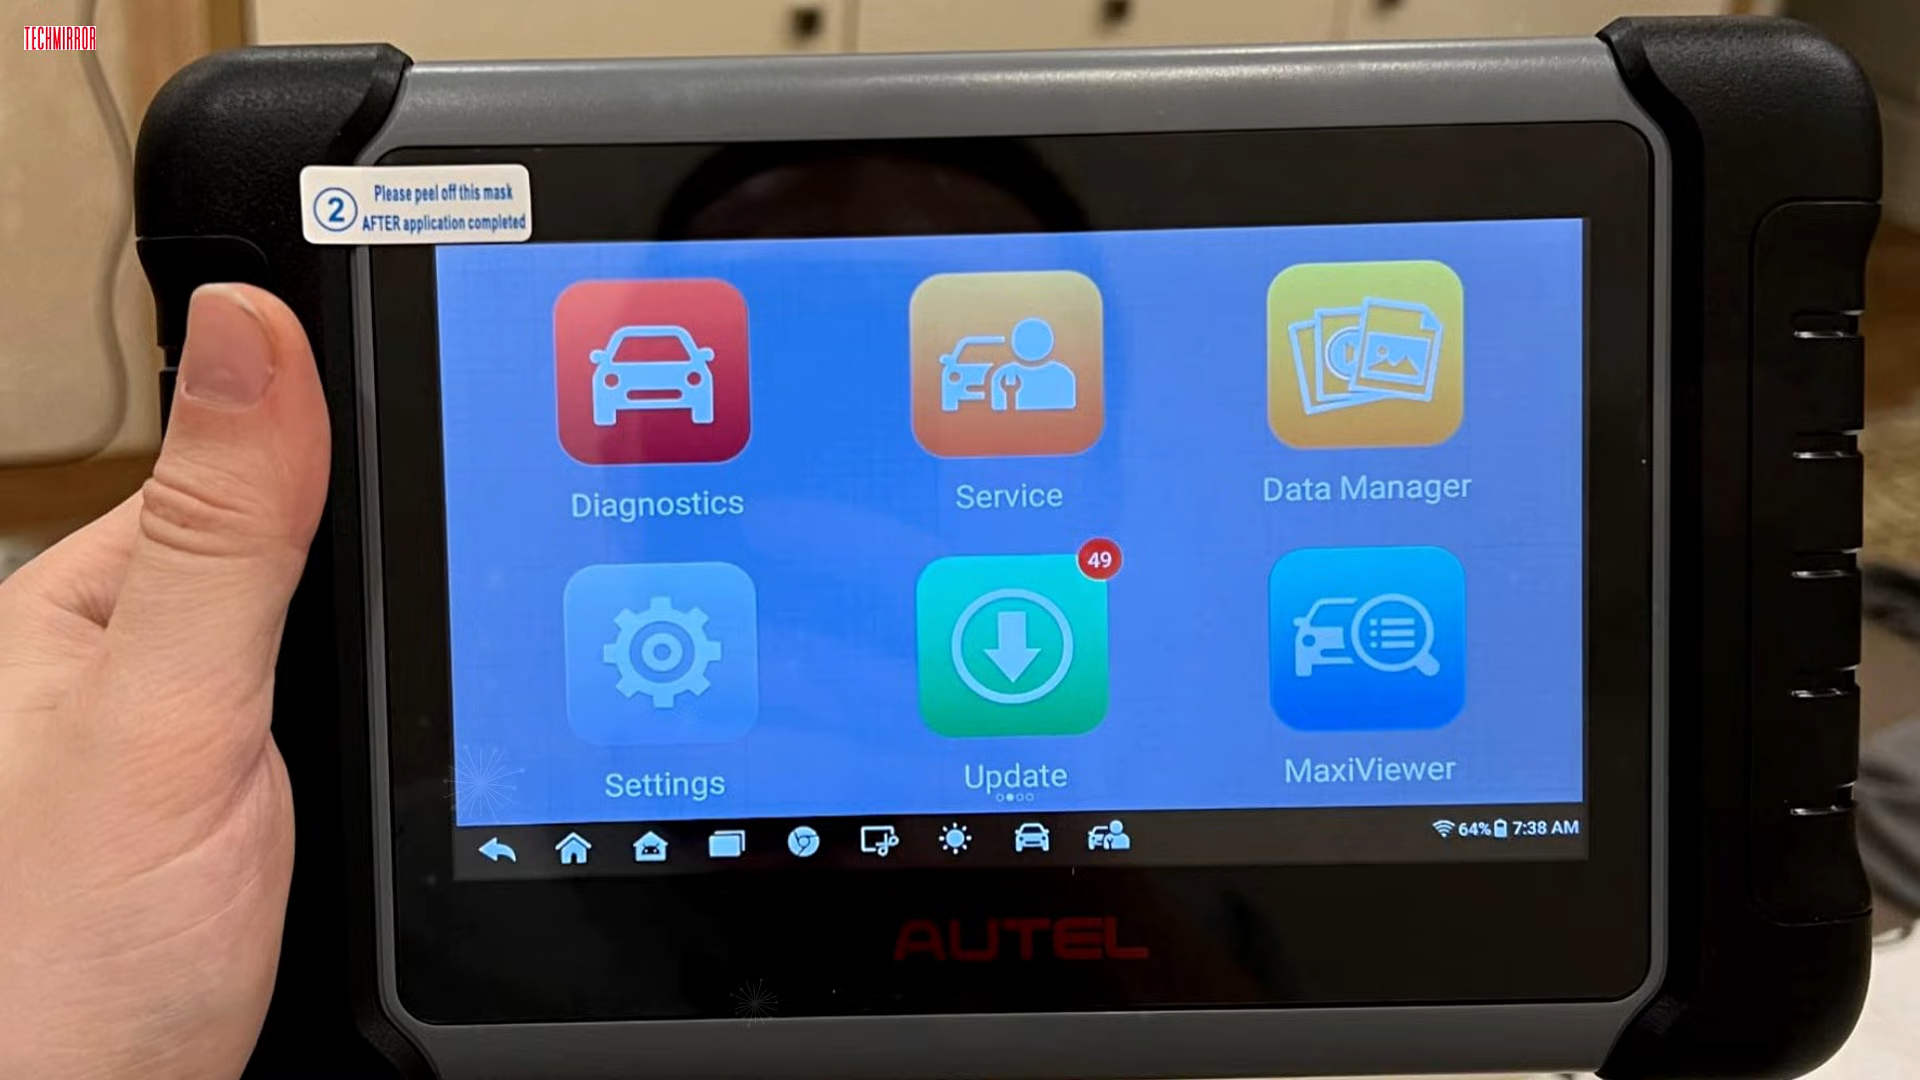 TECHMIRROR
2
Please peel off this mask
AFTER application completed
Diagnostics
Service
Data Manager
49
Settings
Update
MaxiViewer
64% 7:38 AM
AUTEL